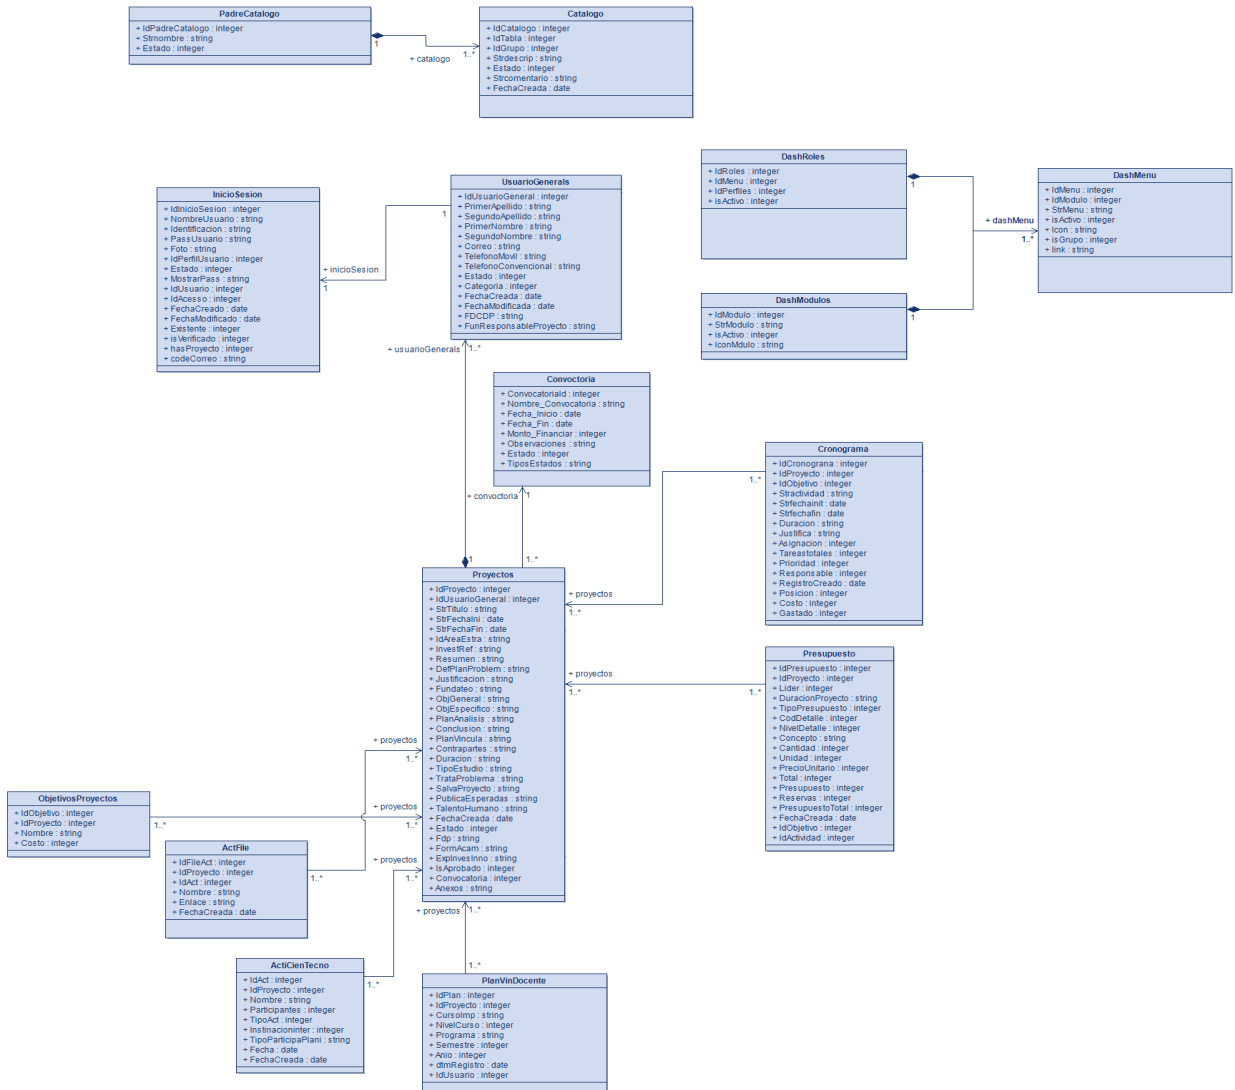 PadreCatalogo
+ IdPadreCatalogo : integer
+ Strnombre : string
+ Estado : integer
1
+ catalogo
1..*
Catalogo
+ IdCatalogo : integer
+ IdTabla : integer
+ IdGrupo : integer
+ Strdescrip : string
+ Estado : integer
+ Strcomentario : string
+ FechaCreada : date
InicioSesion
+ IdInicioSesion : integer
+ NombreUsuario : string
+ Identificacion : string
+ PassUsuario : string
+ Foto : string
+ IdPerfilUsuario : integer
+ Estado : integer
+ MostrarPass : string
+ IdUsuario : integer
+ IdAcesso : integer
+ FechaCreado : date
+ FechaModificado : date
+ Existente : integer
+ isVerificado : integer
+ hasProyecto : integer
+ codeCorreo : string
1
+ inicioSesion
1
UsuarioGenerals
+ IdUsuarioGeneral : integer
+ PrimerApellido : string
+ SegundoApellido : string
+ PrimerNombre : string
+ SegundoNombre : string
+ Correo : string
+ TelefonoMovil : string
+ TelefonoConvencional : string
+ Estado : integer
+ Categoria : integer
+ FechaCreada : date
+ FechaModificada : date
+ FDCDP : string
+ FunResponsableProyecto : string
+ usuarioGenerals
1..*
DashRoles
+ IdRoles : integer
+ IdMenu : integer
+ IdPerfiles : integer
+ isActivo : integer
1
+ dashMenu
1..*
DashMenu
+ IdMenu : integer
+ IdModulo : integer
+ StrMenu : string
+ isActivo : integer
+ Icon : string
+ isGrupo : integer
+ link : string
DashModulos
+ IdModulo : integer
+ StrModulo : string
+ isActivo : integer
+ IconMdulo : string
1
Convoctoria
+ ConvocatoriaId : integer
+ Nombre_Convocatoria : string
+ Fecha_Inicio : date
+ Fecha_Fin : date
+ Monto_Financiar : integer
+ Observaciones : string
+ Estado : integer
+ TiposEstados : string
+ convoctoria
1
1
1..*
Cronograma
+ IdCronograna : integer
+ IdProyecto : integer
+ IdObjetivo : integer
+ Stractividad : string
+ Strfechainit : date
+ Strfechafin : date
+ Duracion : string
+ Justifica : string
+ Asignacion : integer
+ Tareastotales : integer
+ Prioridad : integer
+ Responsable : integer
+ RegistroCreado : date
+ Posicion : integer
+ Costo : integer
+ Gastado : integer
1..*
+ proyectos
1..*
Proyectos
+ IdProyecto : integer
+ IdUsuarioGeneral : integer
+ StrTitulo : string
+ StrFechaIni : date
+ StrFechaFin : date
+ IdAreaEstra : string
+ InvestRef : string
+ Resumen : string
+ DefPlanProblem : string
+ Justificacion : string
+ Fundateo : string
+ ObjGeneral : string
+ ObjEspecifico : string
+ PlanAnalisis : string
+ Conclusion : string
+ PlanVincula : string
+ Contrapartes : string
+ Duracion : string
+ TipoEstudio : string
+ TrataProblema : string
+ SalvaProyecto : string
+ PublicaEsperadas : string
+ TalentoHumano : string
+ FechaCreada : date
+ Estado : integer
+ Fdp : string
+ FormAcam : string
+ ExpInvesInno : string
+ IsAprobado : integer
+ Convocatoria : integer
+ Anexos : string
Presupuesto
+ IdPresupuesto : integer
+ IdProyecto : integer
+ Lider : integer
+ DuracionProyecto : string
+ TipoPresupuesto : integer
+ CodDetalle : integer
+ NivelDetalle : integer
+ Concepto : string
+ Cantidad : integer
+ Unidad : integer
+ PrecioUnitario : integer
+ Total : integer
+ Presupuesto : integer
+ Reservas : integer
+ PresupuestoTotal : integer
+ FechaCreada : date
+ IdObjetivo : integer
+ IdActividad : integer
+ proyectos
1..*
1..*
+ proyectos
1..*
ObjetivosProyectos
+ IdObjetivo : integer
+ IdProyecto : integer
+ Nombre : string
+ Costo : integer
1..*
+ proyectos
1..*
ActFile
+ IdFileAct : integer
+ IdProyecto : integer
+ IdAct : integer
+ Nombre : string
+ Enlace : string
+ FechaCreada : date
1..*
+ proyectos
1..*
ActiCienTecno
+ IdAct : integer
+ IdProyecto : integer
+ Nombre : string
+ Participantes : integer
+ TipoAct : integer
+ Instinacioninter : integer
+ TipoParticipaPlani : string
+ Fecha : date
+ FechaCreada : date
1..*
+ proyectos
1..*
1..*
PlanVinDocente
+ IdPlan : integer
+ IdProyecto : integer
+ CursoImp : string
+ NivelCurso : integer
+ Programa : string
+ Semestre : integer
+ Anio : integer
+ dtmRegistro : date
+ IdUsuario : integer